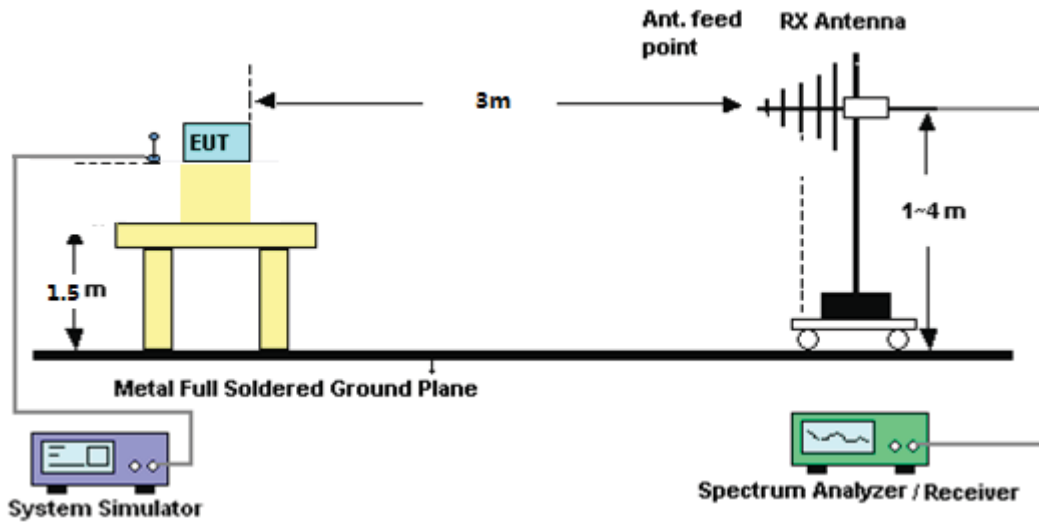 Ant. feed
point
RX Antenna
3m
EUT
1~4 m
1.5 m
Metal Full Soldered Ground Plane
System Simulator
Spectrum Analyzer / Receiver